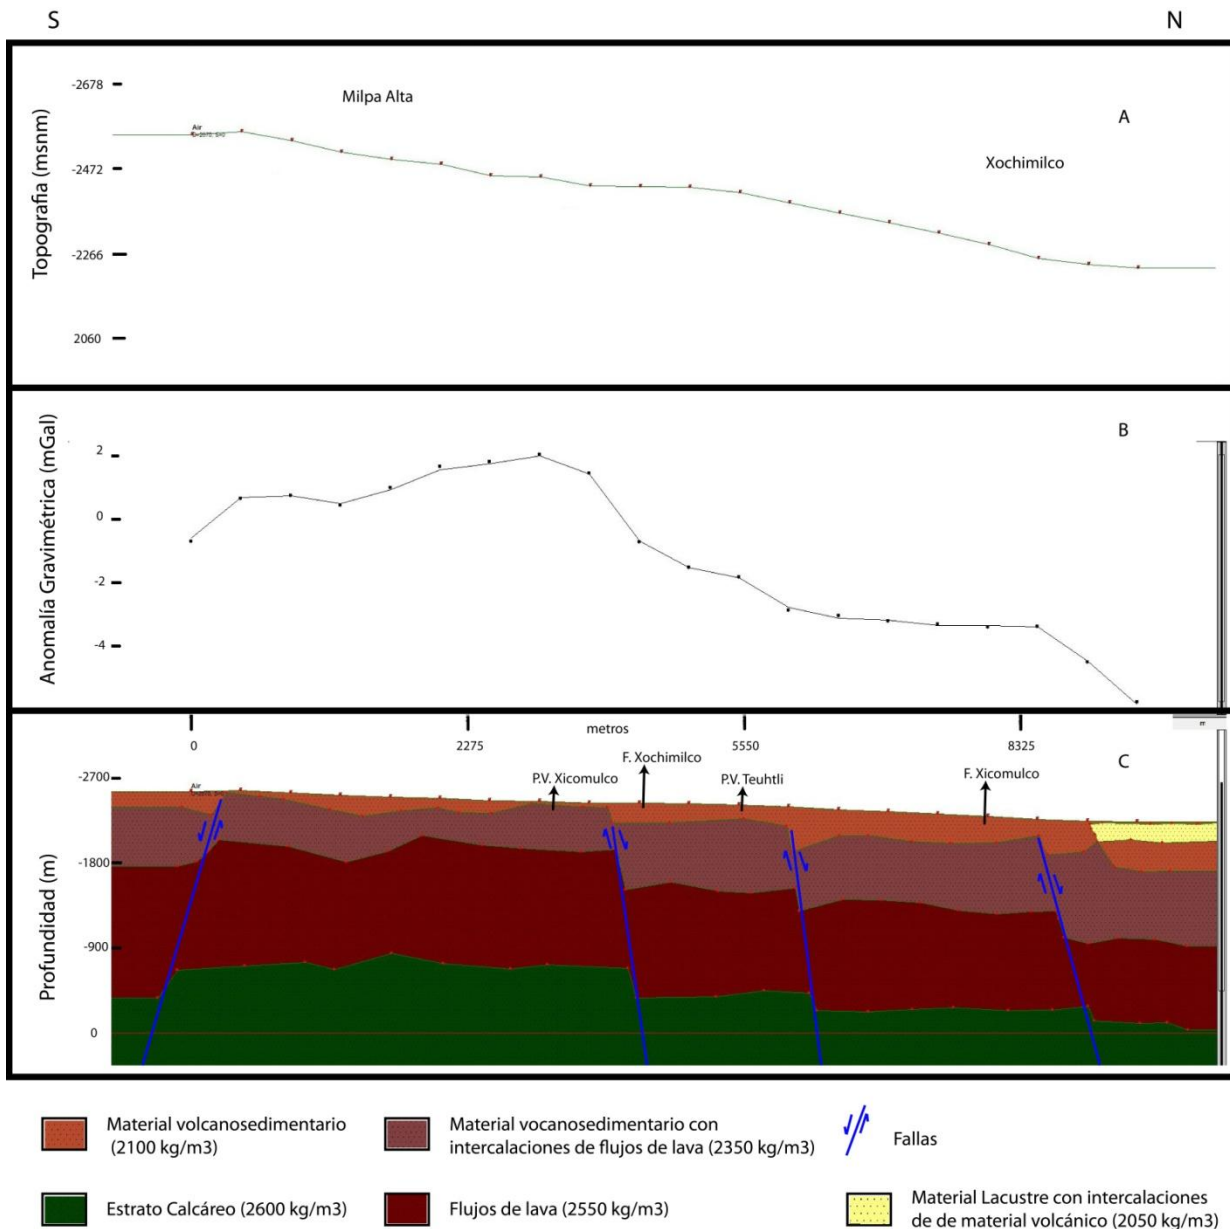 S
N
-2678
Milpa Alta
A
Air
-2472
Xochimilco
Topografia (msnm)
-2266
2060
B
2
0
-2
-4
Anomalía Gravimétrica (mGal)
m
metros
0
2275
5550
8325
F. Xochimilco
C
P.V. Xicomulco
P.V. Teuhtli
F. Xicomulco
-2700
Air
-1800
-900
0
Profundidad (m)
Material volcanosedimentario
(2100 kg/m3)
Material vocanosedimentario con
intercalaciones de flujos de lava (2350 kg/m3)
Fallas
Estrato Calcáreo (2600 kg/m3)
Flujos de lava (2550 kg/m3)
Material Lacustre con intercalaciones
de de material volcánico (2050 kg/m3)